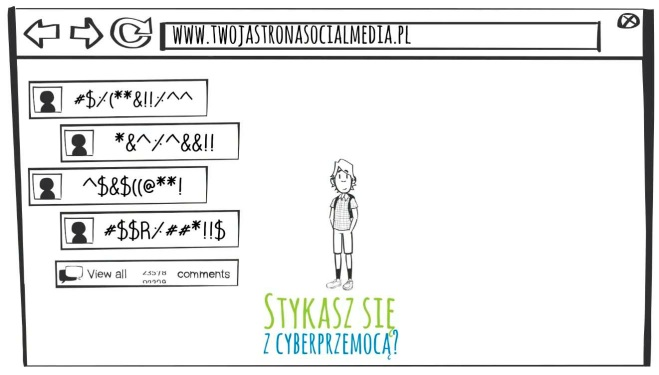 WWW.TWOJASTRONASOCIALMEDIA.PL
#$٪(**&!!٪^^
*&^٪^&&!!
^$&$((@**!
#$$R٪##*!!$
View all comments
STYKASZ SIĘ
Z CYBERPRZEMOCĄ?